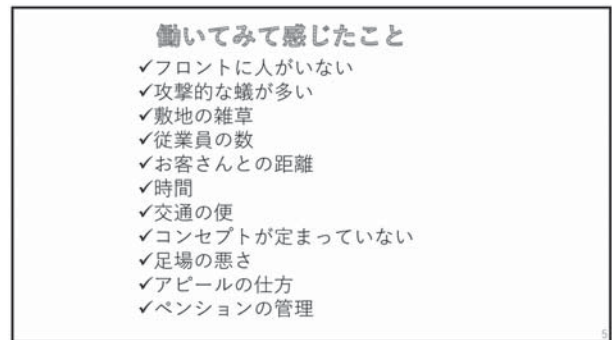 働いてみて感じたこと
✓フロントに人がいない
✓攻撃的な蟻が多い
✓敷地の雑草
✓従業員の数
✓お客さんとの距離
✓時間
✓交通の便
✓コンセプトが定まっていない
✓足場の悪さ
✓アピールの仕方
✓ペンションの管理
5